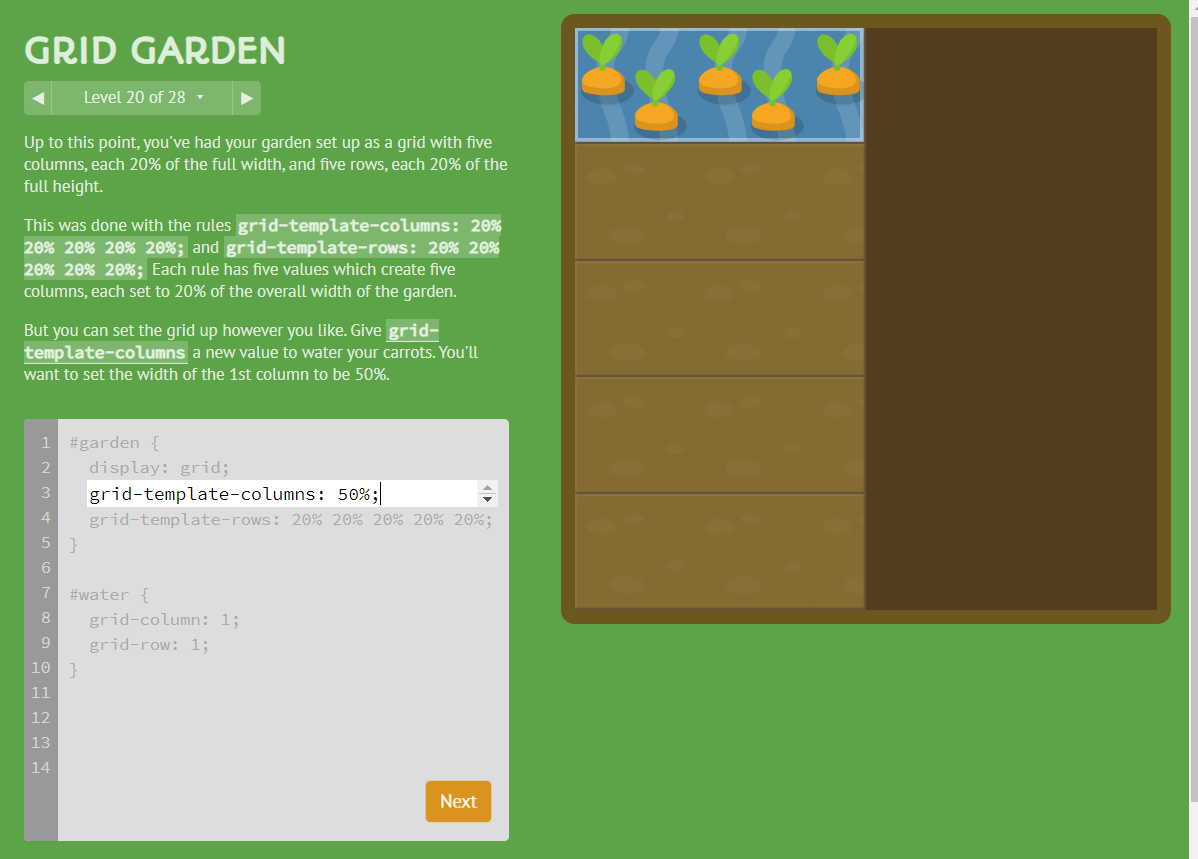 GRID GARDEN
◀ Level 20 of 28 ▾ ▶
Up to this point, you've had your garden set up as a grid with five
columns, each 20% of the full width, and five rows, each 20% of the
full height.
This was done with the rules grid-template-columns: 20%
20% 20% 20% 20%; and grid-template-rows: 20% 20%
20% 20% 20%; Each rule has five values which create five
columns, each set to 20% of the overall width of the garden.
But you can set the grid up however you like. Give grid-
template-columns a new value to water your carrots. You'll
want to set the width of the 1st column to be 50%.
1 #garden {
2 display: grid;
3 grid-template-columns: 50%;
4 grid-template-rows: 20% 20% 20% 20% 20%;
5 }
6
7 #water {
8 grid-column: 1;
9 grid-row: 1;
10 }
11
12
13
14
Next